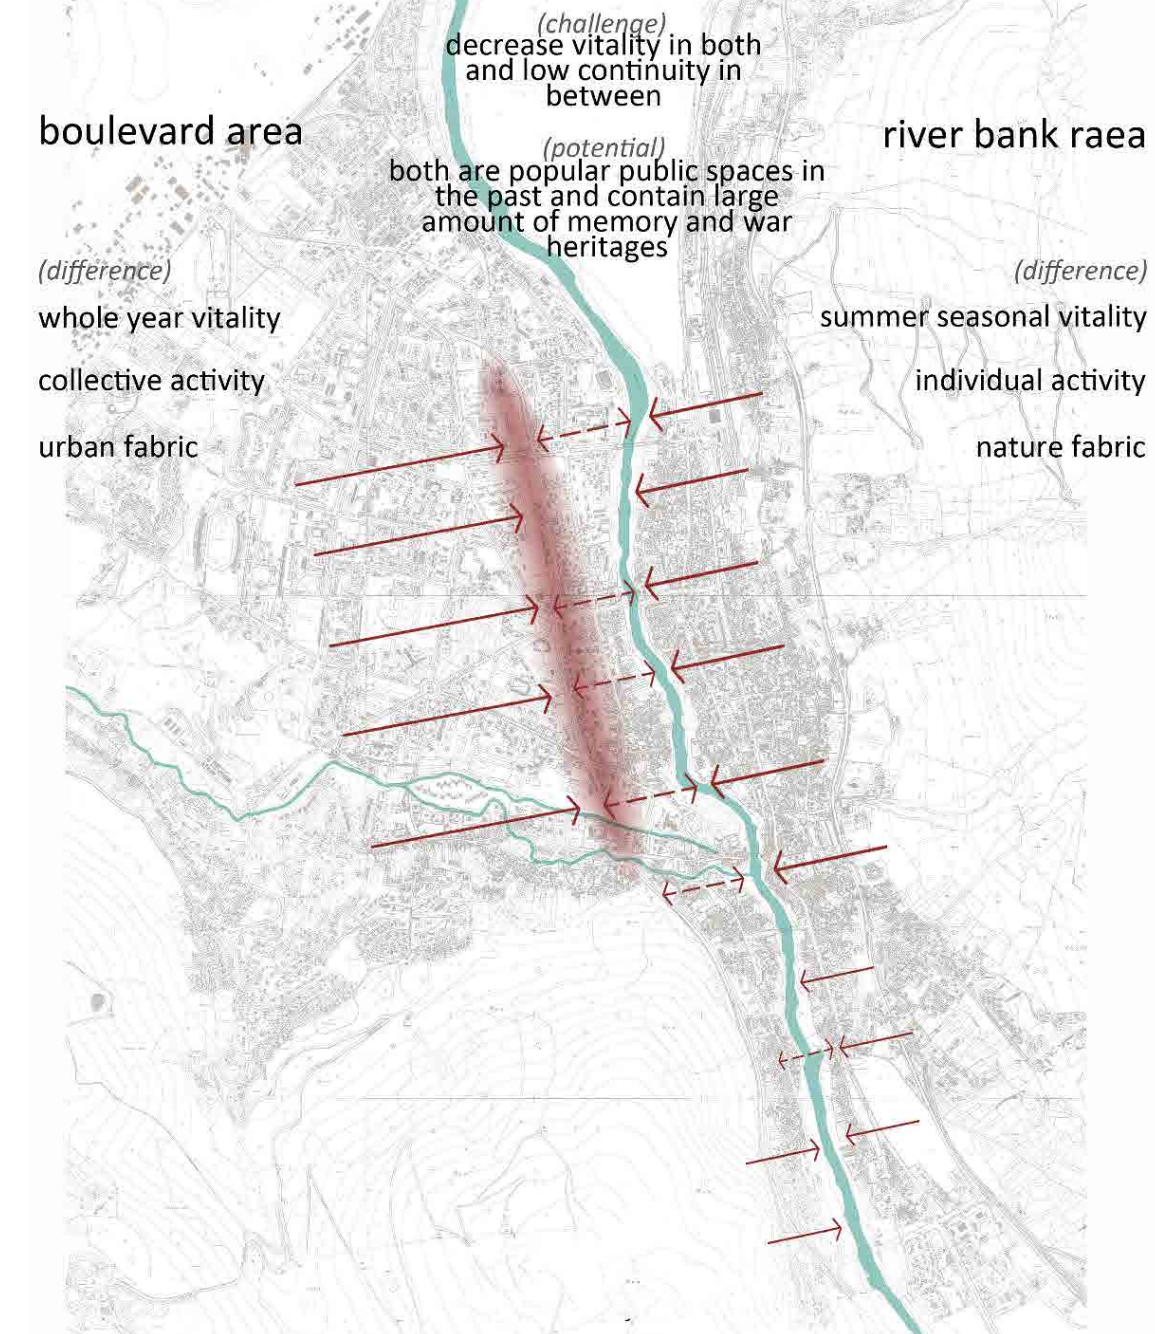 (challenge)
decrease vitality in both
and low continuity in
between
boulevard area
river bank raea
(potential)
both are popular public spaces in
the past and contain large
amount of memory and war
heritages
(difference)
whole year vitality
collective activity
urban fabric
(difference)
summer seasonal vitality
individual activity
nature fabric